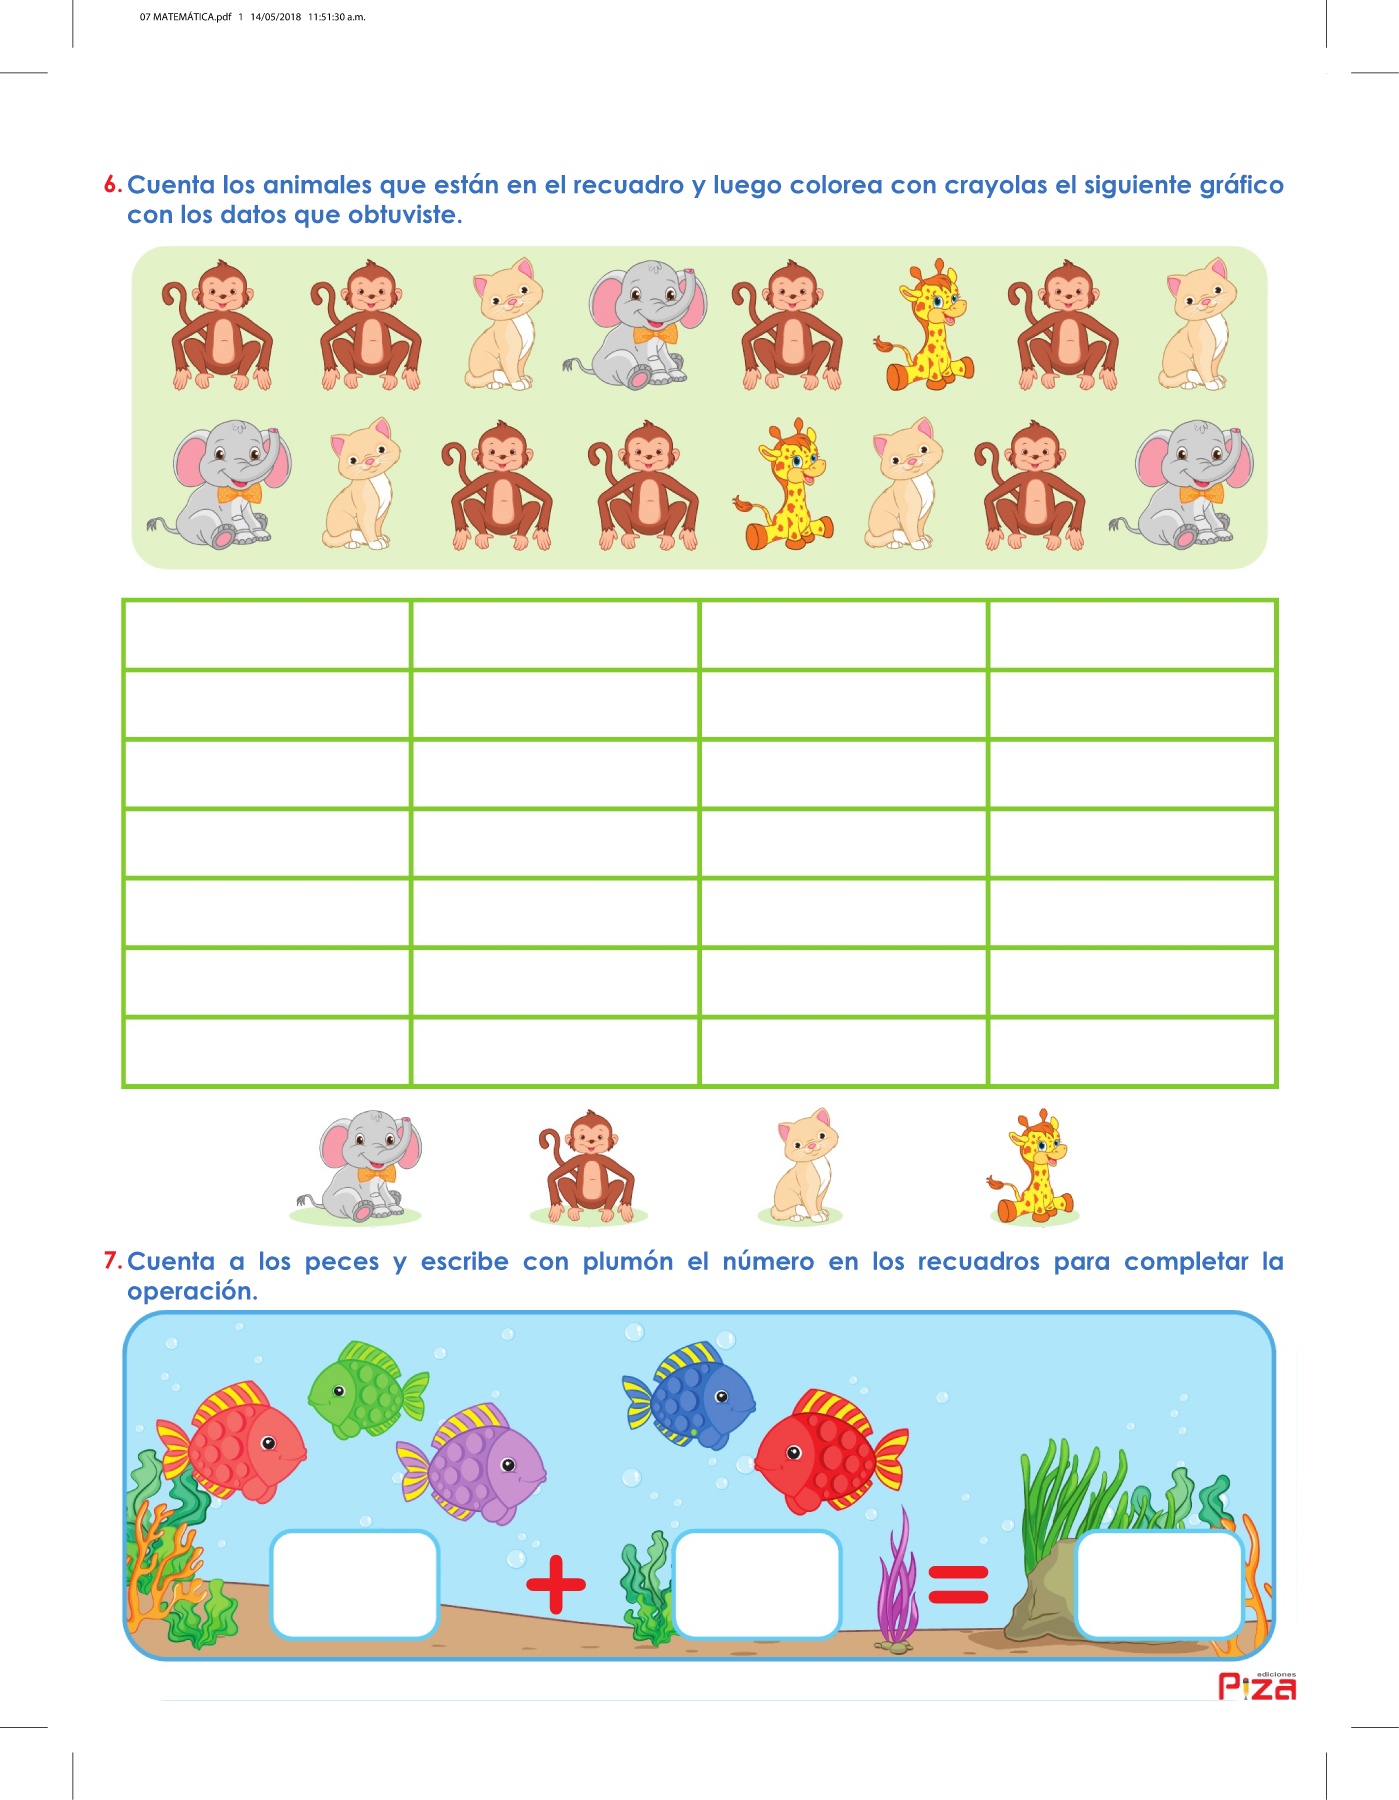 07 MATEMÁTICA.pdf 1 14/05/2018 11:51:30 a.m.
6. Cuenta los animales que están en el recuadro y luego colorea con crayolas el siguiente gráfico
con los datos que obtuviste.
7. Cuenta a los peces y escribe con plumón el número en los recuadros para completar la
operación.
+ =
ediciones
Piza